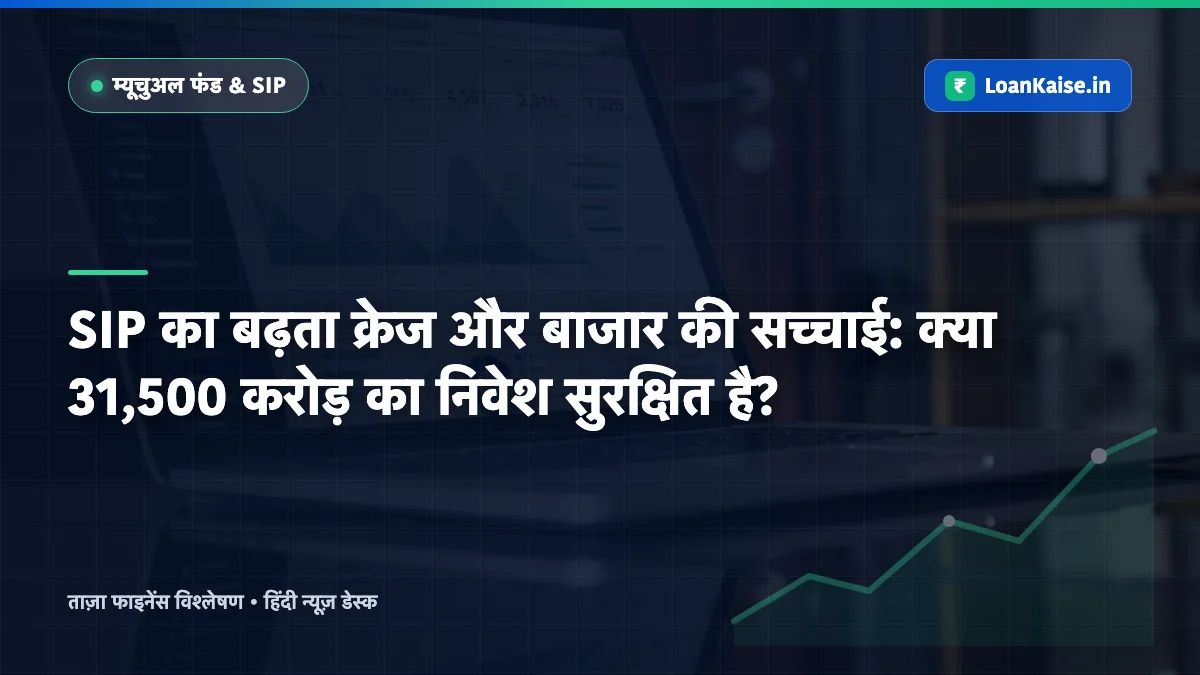 म्यूचुअल फंड & SIP
₹ LoanKaise.in
SIP का बढ़ता क्रेज और बाजार की सच्चाई: क्या
31,500 करोड़ का निवेश सुरक्षित है?
ताज़ा फाइनेंस विश्लेषण • हिंदी न्यूज़ डेस्क